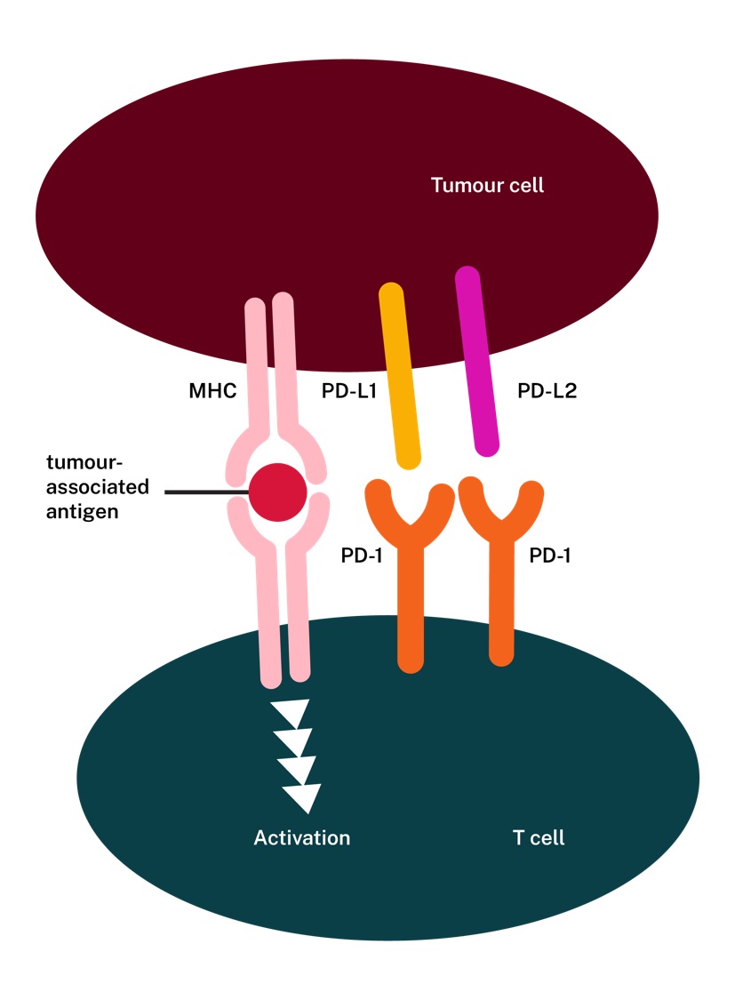 Tumour cell
MHC
PD-L1
PD-L2
tumour-
associated
antigen
PD-1
PD-1
Activation
T cell